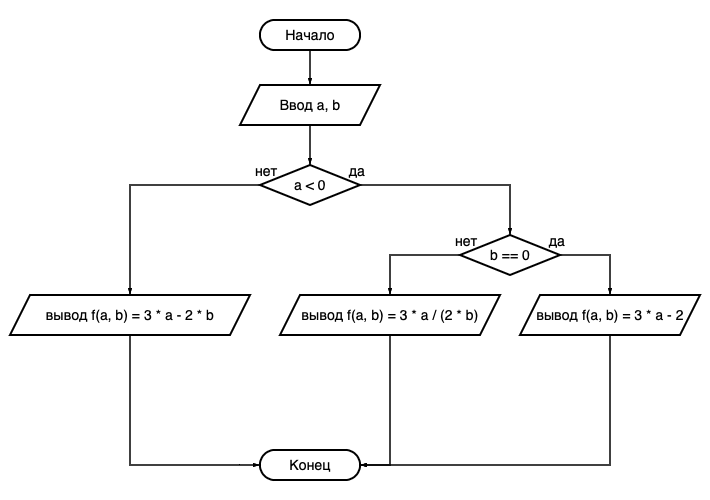 Начало
Ввод a, b
нет
да
a < 0
нет
да
b == 0
вывод f(a, b) = 3 * a - 2 * b
вывод f(a, b) = 3 * a / (2 * b)
вывод f(a, b) = 3 * a - 2
Конец